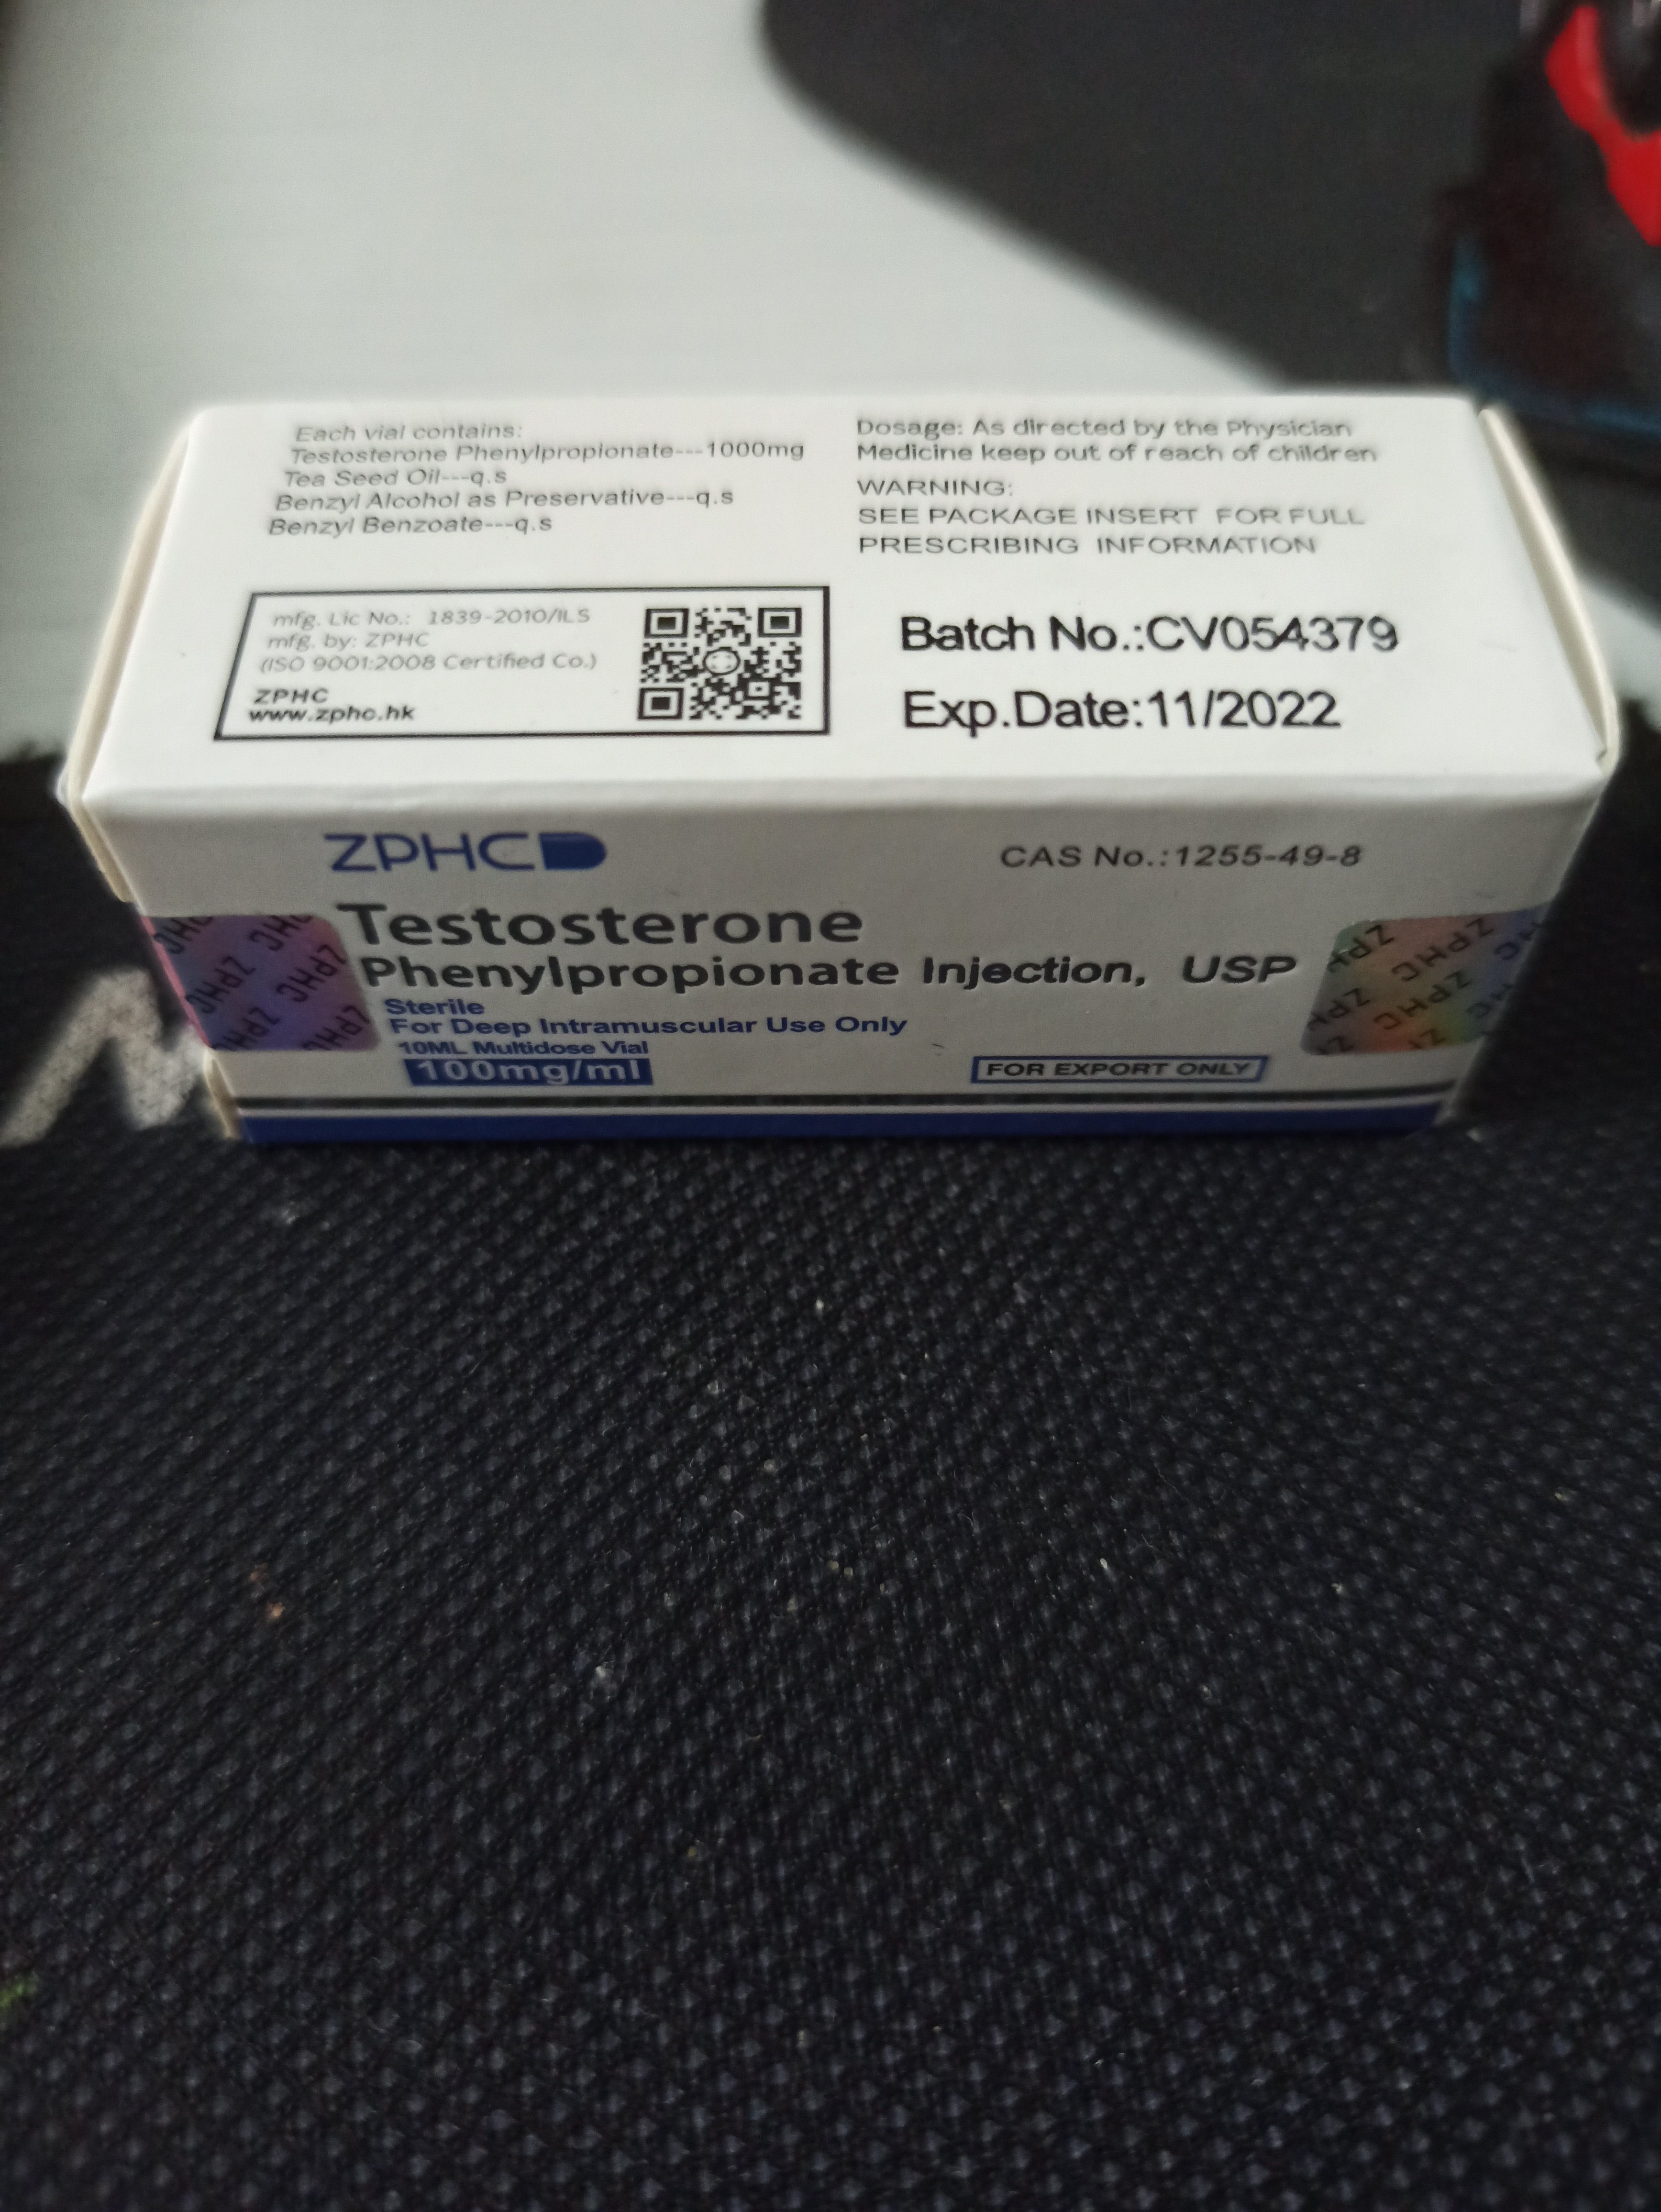 Each vial contains:
Testosterone Phenylpropionate---1000mg
Tea Seed Oil---q.s
Benzyl Alcohol as Preservative---q.s
Benzyl Benzoate---q.s
Dosage: As directed by the Physician
Medicine keep out of reach of children
WARNING:
SEE PACKAGE INSERT FOR FULL
PRESCRIBING INFORMATION
mfg. Lic No.: 1839-2010/ILS
mfg. by: ZPHC
(ISO 9001:2008 Certified Co.)
ZPHC
www.zphc.hk
Batch No.:CV054379
Exp.Date:11/2022
ZPHC
CAS No.:1255-49-8
Testosterone
Phenylpropionate Injection, USP
Sterile
For Deep Intramuscular Use Only
10ML Multidose Vial
100mg/ml
FOR EXPORT ONLY
ZPHC
ZPHC
ZPHC
ZPHC